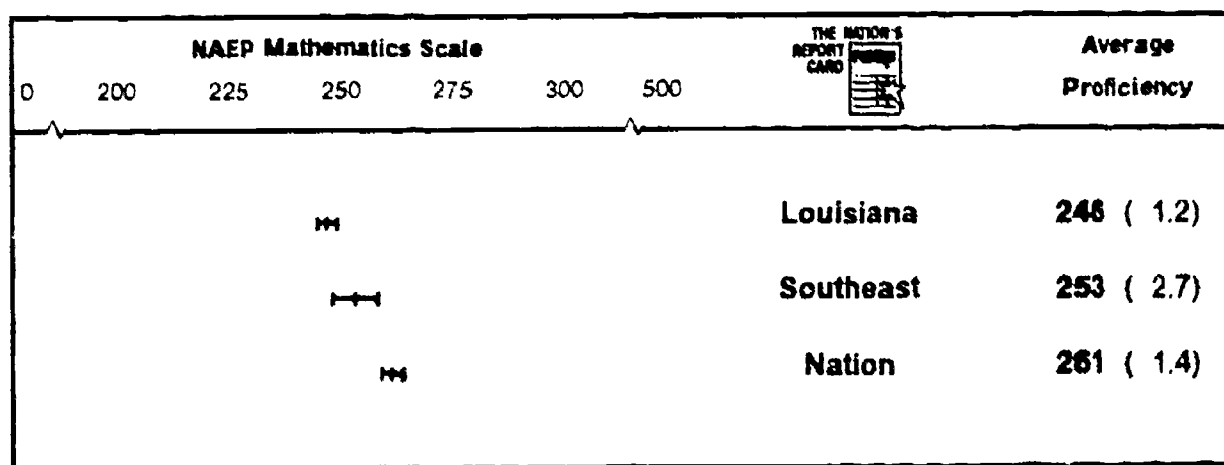 NAEP Mathematics Scale
0 200 225 250 275 300 500
THE NATION'S
REPORT
CARD
Average
Proficiency
Louisiana 246 ( 1.2)
Southeast 253 ( 2.7)
Nation 261 ( 1.4)